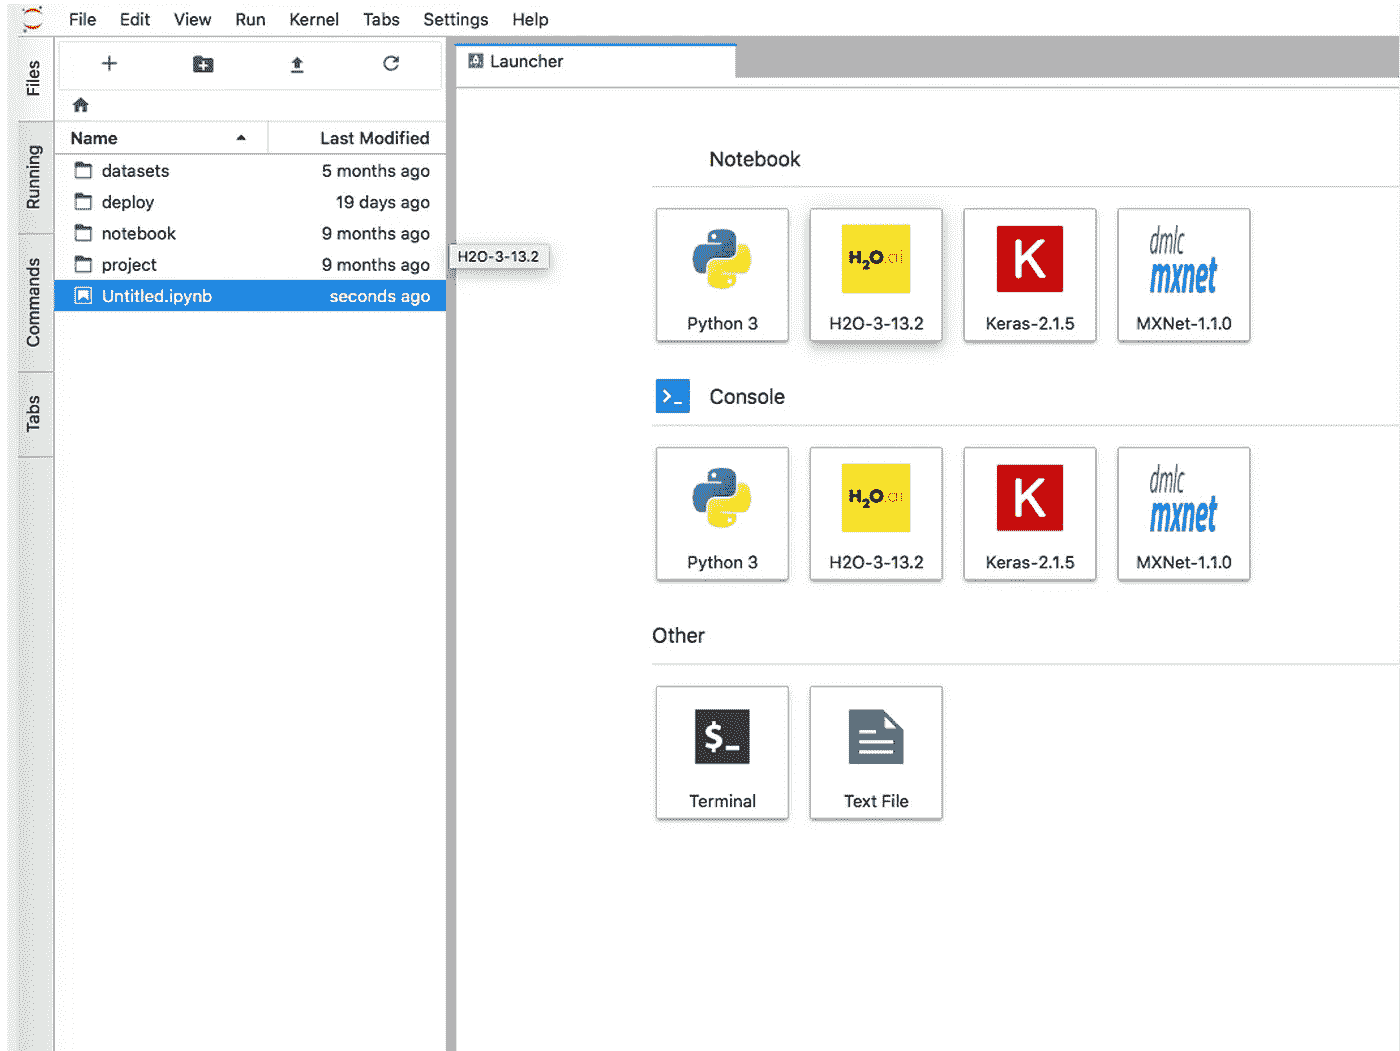 File Edit View Run Kernel Tabs Settings Help
Files
Running
Commands
Tabs
Name Last Modified
datasets 5 months ago
deploy 19 days ago
notebook 9 months ago
project 9 months ago
Untitled.ipynb seconds ago
H2O-3-13.2
Launcher
Notebook
H2O.ai K dmlc mxnet
Python 3 H2O-3-13.2 Keras-2.1.5 MXNet-1.1.0
>_ Console
H2O.ai K dmlc mxnet
Python 3 H2O-3-13.2 Keras-2.1.5 MXNet-1.1.0
Other
$_
Terminal Text File